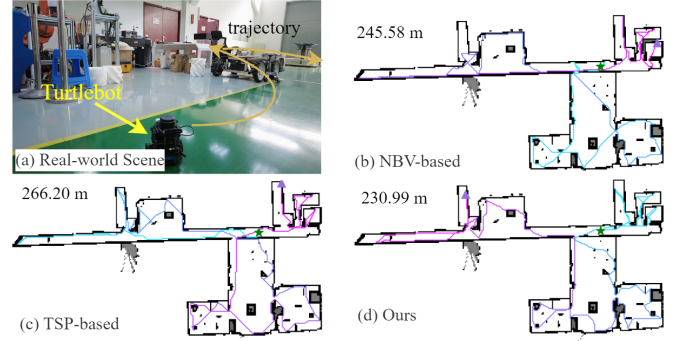 trajectory
Turtlebot
(a) Real-world Scene
245.58 m
(b) NBV-based
266.20 m
(c) TSP-based
230.99 m
(d) Ours